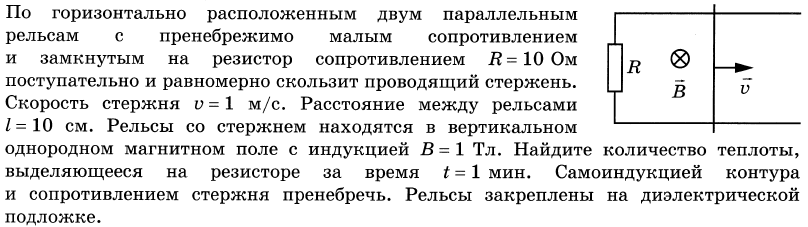 По горизонтально расположенным двум параллельным
рельсам с пренебрежимо малым сопротивлением
и замкнутым на резистор сопротивлением R = 10 Ом
поступательно и равномерно скользит проводящий стержень.
Скорость стержня υ = 1 м/с. Расстояние между рельсами
l = 10 см. Рельсы со стержнем находятся в вертикальном
однородном магнитном поле с индукцией B = 1 Тл. Найдите количество теплоты,
выделяющееся на резисторе за время t = 1 мин. Самоиндукцией контура
и сопротивлением стержня пренебречь. Рельсы закреплены на диэлектрической
подложке.
R
B⃗
υ⃗